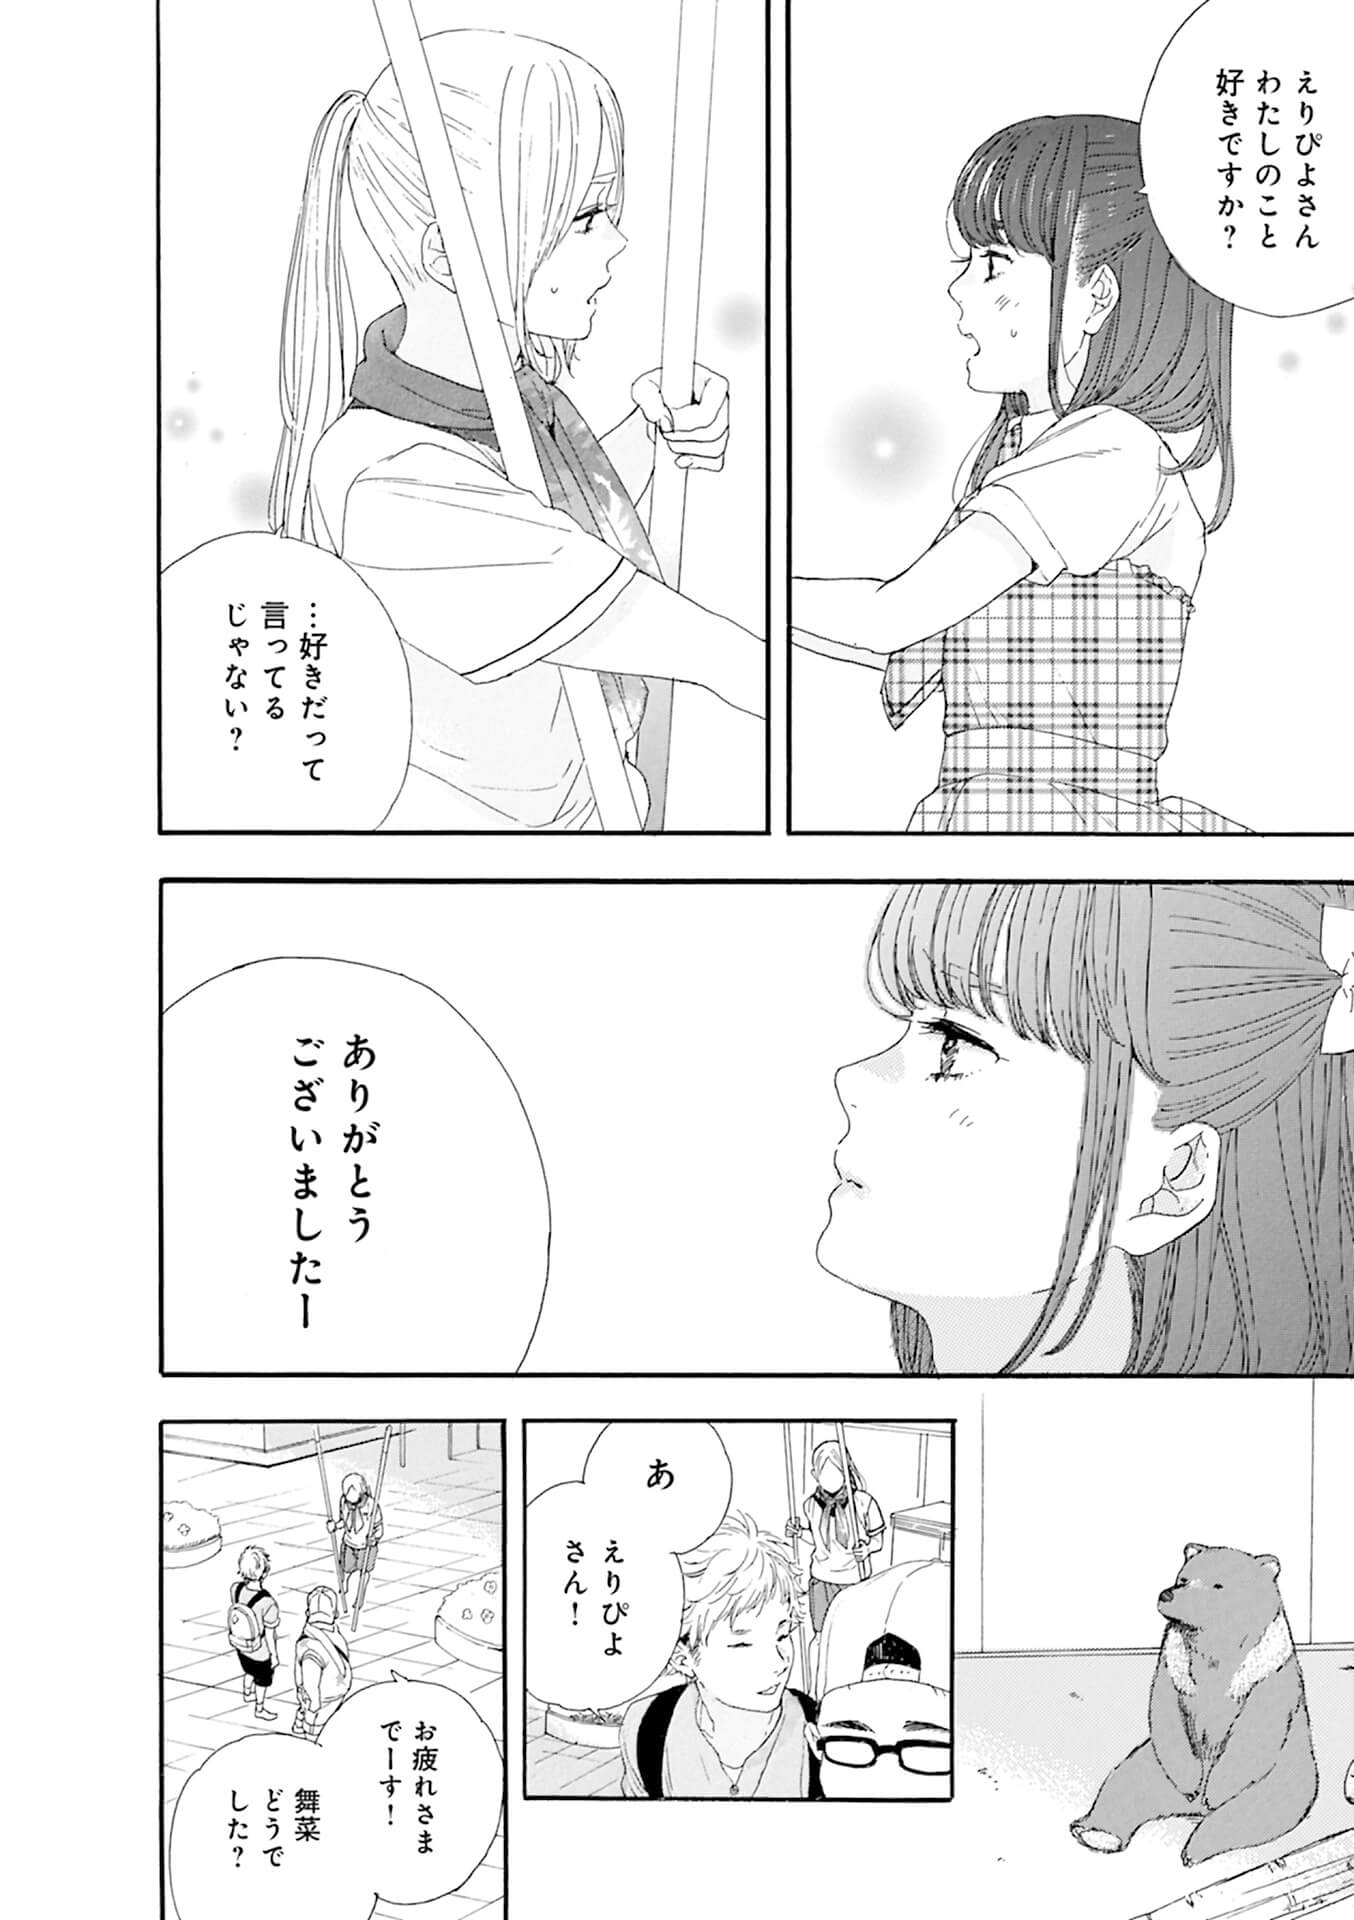 えりぴよさん
わたしのこと
好きですか？
…好きだって
言ってる
じゃない？
ありがとう
ございましたー
あ
えりぴよ
さん！
お疲れさま
でーす！
舞菜
どうで
した？